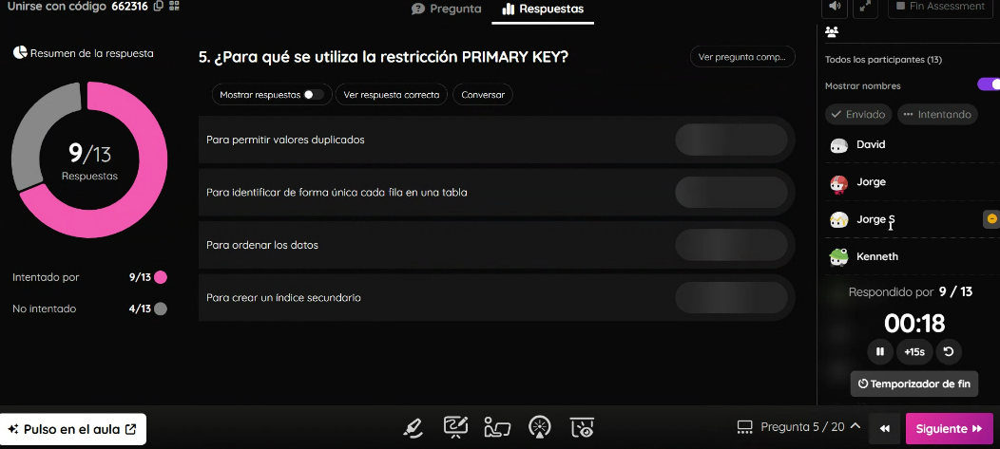 Unirse con código 662316
Pregunta
Respuestas
Fin Assessment
Resumen de la respuesta
9/13
Respuestas
Intentado por 9/13
No intentado 4/13
5. ¿Para qué se utiliza la restricción PRIMARY KEY?
Ver pregunta comp...
Mostrar respuestas
Ver respuesta correcta
Conversar
Para permitir valores duplicados
Para identificar de forma única cada fila en una tabla
Para ordenar los datos
Para crear un índice secundario
Todos los participantes (13)
Mostrar nombres
Enviado
Intentando
David
Jorge
Jorge S
Kenneth
Respondido por 9 / 13
00:18
+15s
Temporizador de fin
Pulso en el aula
Pregunta 5 / 20
Siguiente